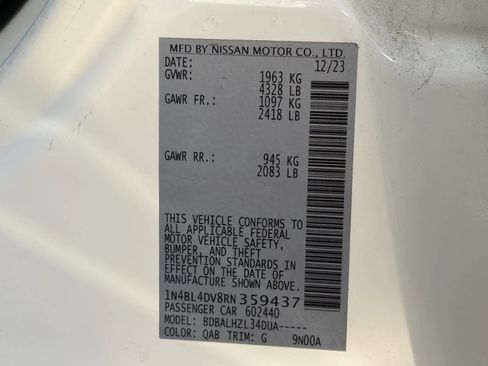 MFD BY NISSAN MOTOR CO., LTD.
DATE: 12/23
GVWR: 1963 KG
4328 LB
GAWR FR.: 1097 KG
2418 LB
GAWR RR.: 945 KG
2083 LB
THIS VEHICLE CONFORMS TO
ALL APPLICABLE FEDERAL
MOTOR VEHICLE SAFETY,
BUMPER, AND THEFT
PREVENTION STANDARDS IN
EFFECT ON THE DATE OF
MANUFACTURE SHOWN ABOVE.
1N4BL4DV8RN359437
PASSENGER CAR 602440
MODEL: BDBALHZL34DUA-----
COLOR: QAB TRIM: G 9N00A